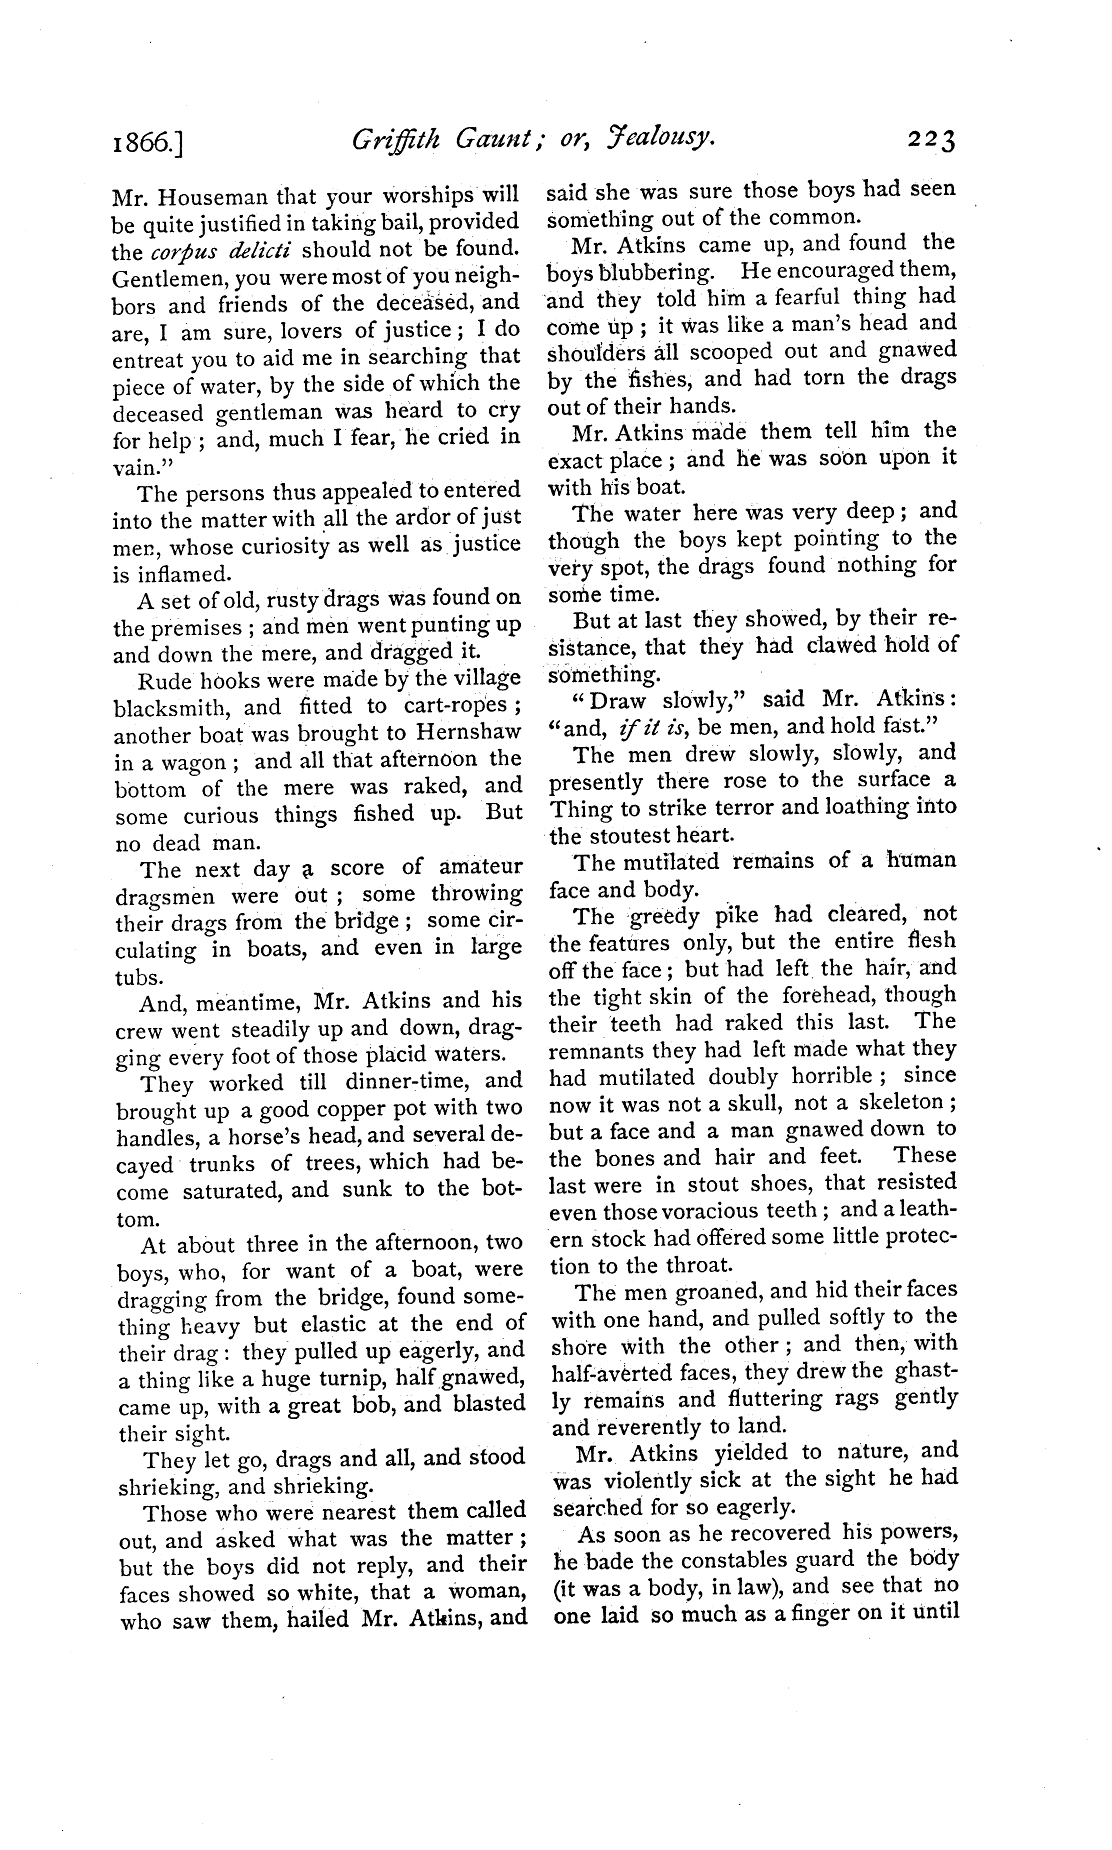 1866.] Griffith Gaunt; or, Jealousy. 223
Mr. Houseman that your worships will
be quite justified in taking bail, provided
the corpus delicti should not be found.
Gentlemen, you were most of you neigh-
bors and friends of the deceased, and
are, I am sure, lovers of justice; I do
entreat you to aid me in searching that
piece of water, by the side of which the
deceased gentleman was heard to cry
for help; and, much I fear, he cried in
vain."
The persons thus appealed to entered
into the matter with all the ardor of just
men, whose curiosity as well as justice
is inflamed.
A set of old, rusty drags was found on
the premises; and men went punting up
and down the mere, and dragged it.
Rude hooks were made by the village
blacksmith, and fitted to cart-ropes;
another boat was brought to Hernshaw
in a wagon; and all that afternoon the
bottom of the mere was raked, and
some curious things fished up. But
no dead man.
The next day a score of amateur
dragsmen were out; some throwing
their drags from the bridge; some cir-
culating in boats, and even in large
tubs.
And, meantime, Mr. Atkins and his
crew went steadily up and down, drag-
ging every foot of those placid waters.
They worked till dinner-time, and
brought up a good copper pot with two
handles, a horse's head, and several de-
cayed trunks of trees, which had be-
come saturated, and sunk to the bot-
tom.
At about three in the afternoon, two
boys, who, for want of a boat, were
dragging from the bridge, found some-
thing heavy but elastic at the end of
their drag: they pulled up eagerly, and
a thing like a huge turnip, half gnawed,
came up, with a great bob, and blasted
their sight.
They let go, drags and all, and stood
shrieking, and shrieking.
Those who were nearest them called
out, and asked what was the matter;
but the boys did not reply, and their
faces showed so white, that a woman,
who saw them, hailed Mr. Atkins, and
said she was sure those boys had seen
something out of the common.
Mr. Atkins came up, and found the
boys blubbering. He encouraged them,
and they told him a fearful thing had
come up; it was like a man's head and
shoulders all scooped out and gnawed
by the fishes, and had torn the drags
out of their hands.
Mr. Atkins made them tell him the
exact place; and he was soon upon it
with his boat.
The water here was very deep; and
though the boys kept pointing to the
very spot, the drags found nothing for
some time.
But at last they showed, by their re-
sistance, that they had clawed hold of
something.
"Draw slowly," said Mr. Atkins:
"and, if it is, be men, and hold fast."
The men drew slowly, slowly, and
presently there rose to the surface a
Thing to strike terror and loathing into
the stoutest heart.
The mutilated remains of a human
face and body.
The greedy pike had cleared, not
the features only, but the entire flesh
off the face; but had left the hair, and
the tight skin of the forehead, though
their teeth had raked this last. The
remnants they had left made what they
had mutilated doubly horrible; since
now it was not a skull, not a skeleton;
but a face and a man gnawed down to
the bones and hair and feet. These
last were in stout shoes, that resisted
even those voracious teeth; and a leath-
ern stock had offered some little protec-
tion to the throat.
The men groaned, and hid their faces
with one hand, and pulled softly to the
shore with the other; and then, with
half-averted faces, they drew the ghast-
ly remains and fluttering rags gently
and reverently to land.
Mr. Atkins yielded to nature, and
was violently sick at the sight he had
searched for so eagerly.
As soon as he recovered his powers,
he bade the constables guard the body
(it was a body, in law), and see that no
one laid so much as a finger on it until